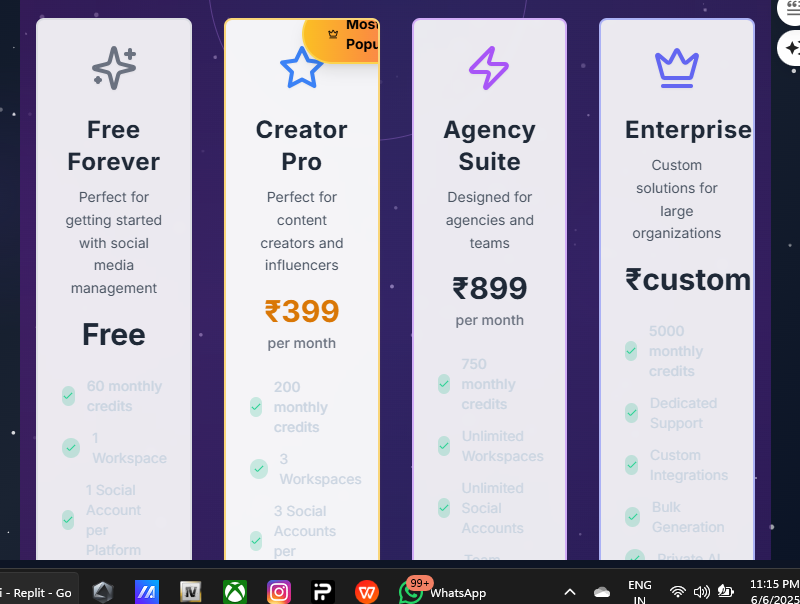 Most
Popu
Free
Forever
Perfect for
getting started
with social
media
management
Free
60 monthly
credits
1
Workspace
1 Social
Account
per
Platform
Creator
Pro
Perfect for
content
creators and
influencers
₹399
per month
200
monthly
credits
3
Workspaces
3 Social
Accounts
per
Agency
Suite
Designed for
agencies and
teams
₹899
per month
750
monthly
credits
Unlimited
Workspaces
Unlimited
Social
Accounts
Team
Enterprise
Custom
solutions for
large
organizations
₹custom
5000
monthly
credits
Dedicated
Support
Custom
Integrations
Bulk
Generation
Private AI
i - Replit - Go
99+
WhatsApp
ENG
IN
11:15 PM
6/6/2025